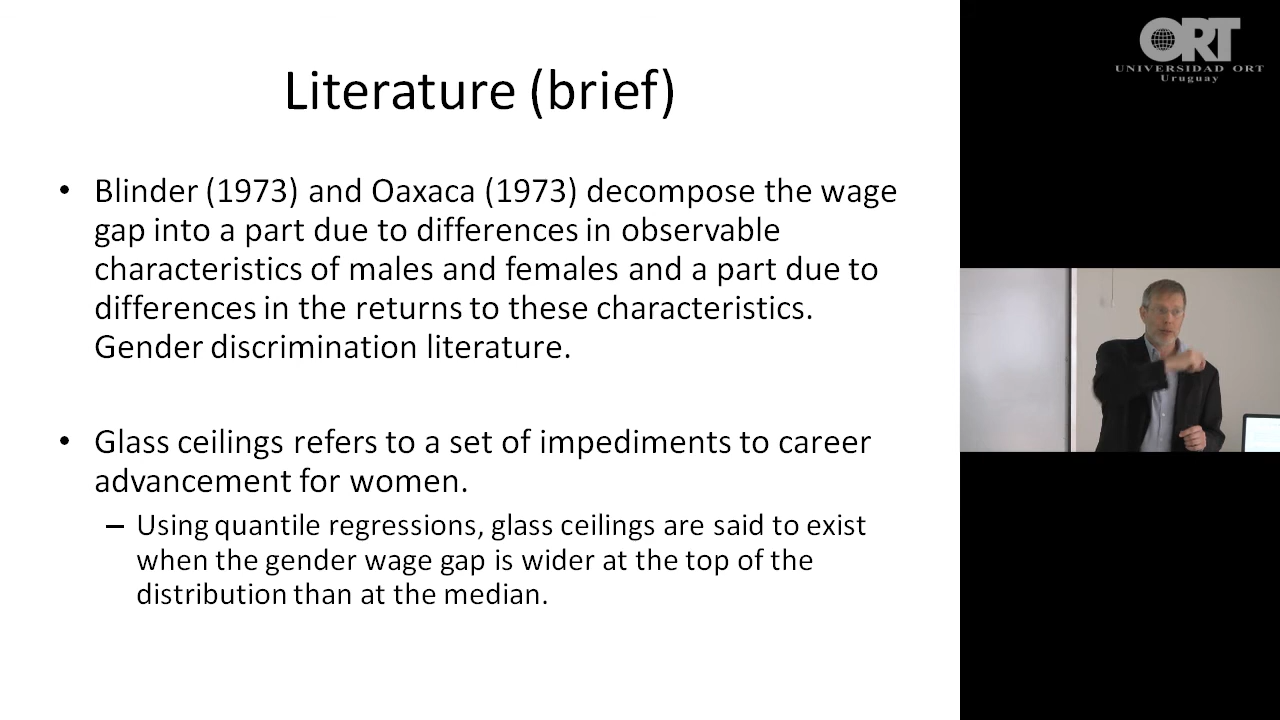 Literature (brief)
• Blinder (1973) and Oaxaca (1973) decompose the wage
gap into a part due to differences in observable
characteristics of males and females and a part due to
differences in the returns to these characteristics.
Gender discrimination literature.
• Glass ceilings refers to a set of impediments to career
advancement for women.
– Using quantile regressions, glass ceilings are said to exist
when the gender wage gap is wider at the top of the
distribution than at the median.
ORT
UNIVERSIDAD ORT
Uruguay